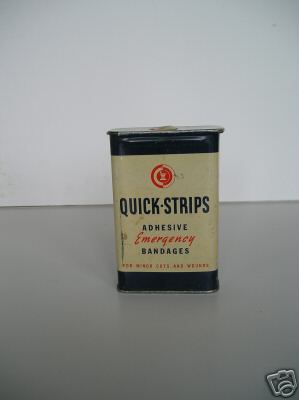 QUICK-STRIPS
ADHESIVE
Emergency
BANDAGES
FOR MINOR CUTS AND WOUNDS